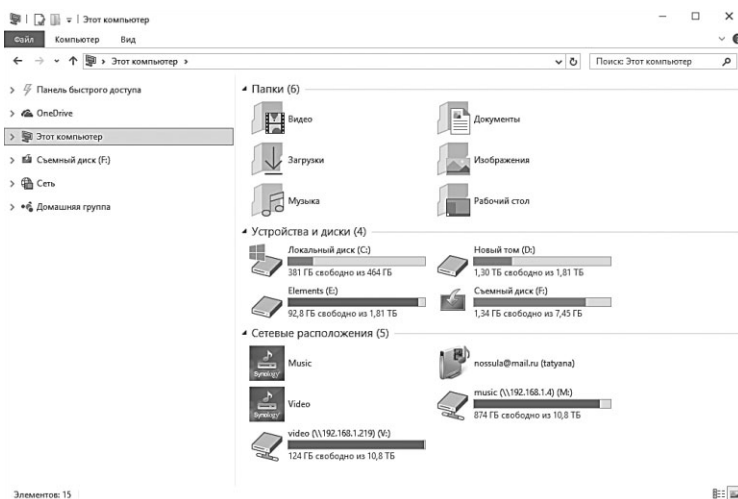 Этот компьютер
Файл Компьютер Вид
Этот компьютер
Поиск: Этот компьютер
Панель быстрого доступа
OneDrive
Этот компьютер
Съемный диск (F:)
Сеть
Домашняя группа
Папки (6)
Видео
Документы
Загрузки
Изображения
Музыка
Рабочий стол
Устройства и диски (4)
Локальный диск (C:)
381 ГБ свободно из 464 ГБ
Новый том (D:)
1,30 ТБ свободно из 1,81 ТБ
Elements (E:)
92,8 ГБ свободно из 1,81 ТБ
Съемный диск (F:)
1,34 ГБ свободно из 7,45 ГБ
Сетевые расположения (5)
Synology
Music
nossula@mail.ru (tatyana)
Synology
Video
music (\\192.168.1.4) (M:)
874 ГБ свободно из 10,8 ТБ
video (\\192.168.1.219) (V:)
124 ГБ свободно из 10,8 ТБ
Элементов: 15